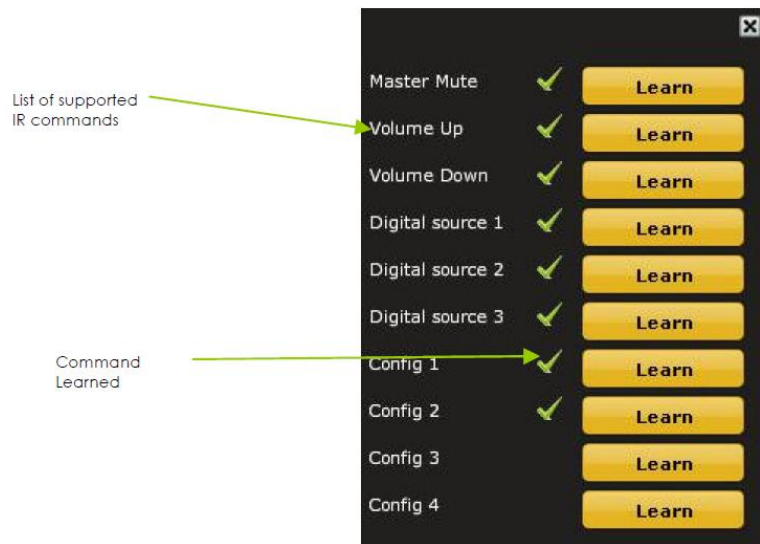 List of supported
IR commands
Command
Learned
Master Mute Learn
Volume Up Learn
Volume Down Learn
Digital source 1 Learn
Digital source 2 Learn
Digital source 3 Learn
Config 1 Learn
Config 2 Learn
Config 3 Learn
Config 4 Learn